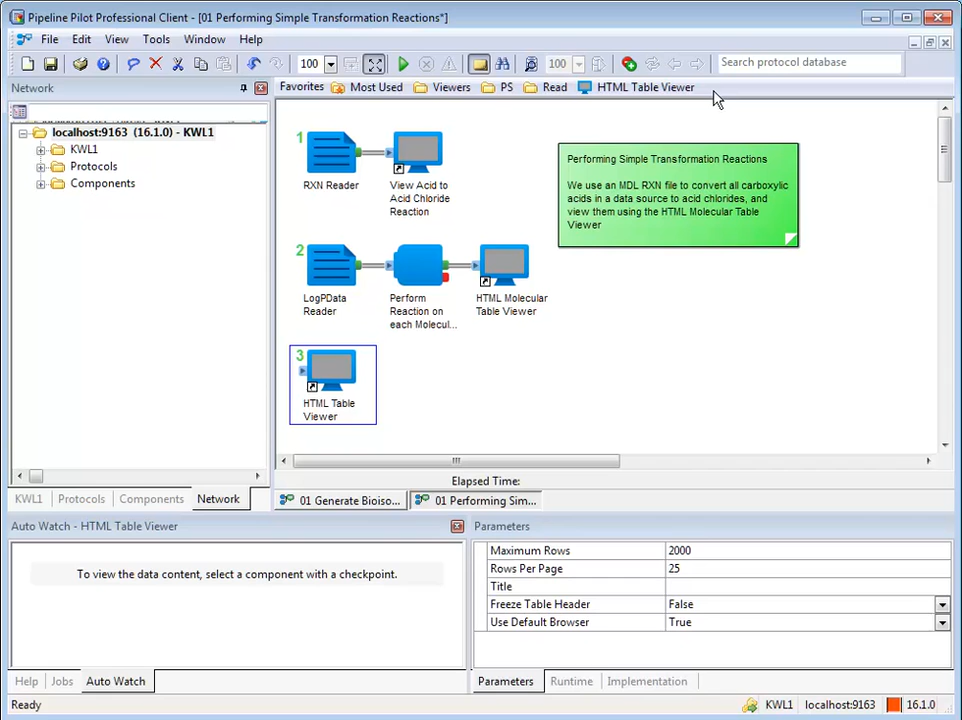 Pipeline Pilot Professional Client - [01 Performing Simple Transformation Reactions*]
File Edit View Tools Window Help
100 100 Search protocol database
Network
Favorites Most Used Viewers PS Read HTML Table Viewer
localhost:9163 (16.1.0) - KWL1
KWL1
Protocols
Components
1
RXN Reader
View Acid to
Acid Chloride
Reaction
Performing Simple Transformation Reactions
We use an MDL RXN file to convert all carboxylic
acids in a data source to acid chlorides, and
view them using the HTML Molecular Table
Viewer
2
LogPData
Reader
Perform
Reaction on
each Molecul...
HTML Molecular
Table Viewer
3
HTML Table
Viewer
Elapsed Time:
KWL1 Protocols Components Network
01 Generate Bioiso... 01 Performing Sim...
Auto Watch - HTML Table Viewer
To view the data content, select a component with a checkpoint.
Help Jobs Auto Watch
Parameters
Maximum Rows 2000
Rows Per Page 25
Title
Freeze Table Header False
Use Default Browser True
Parameters Runtime Implementation
Ready KWL1 localhost:9163 16.1.0